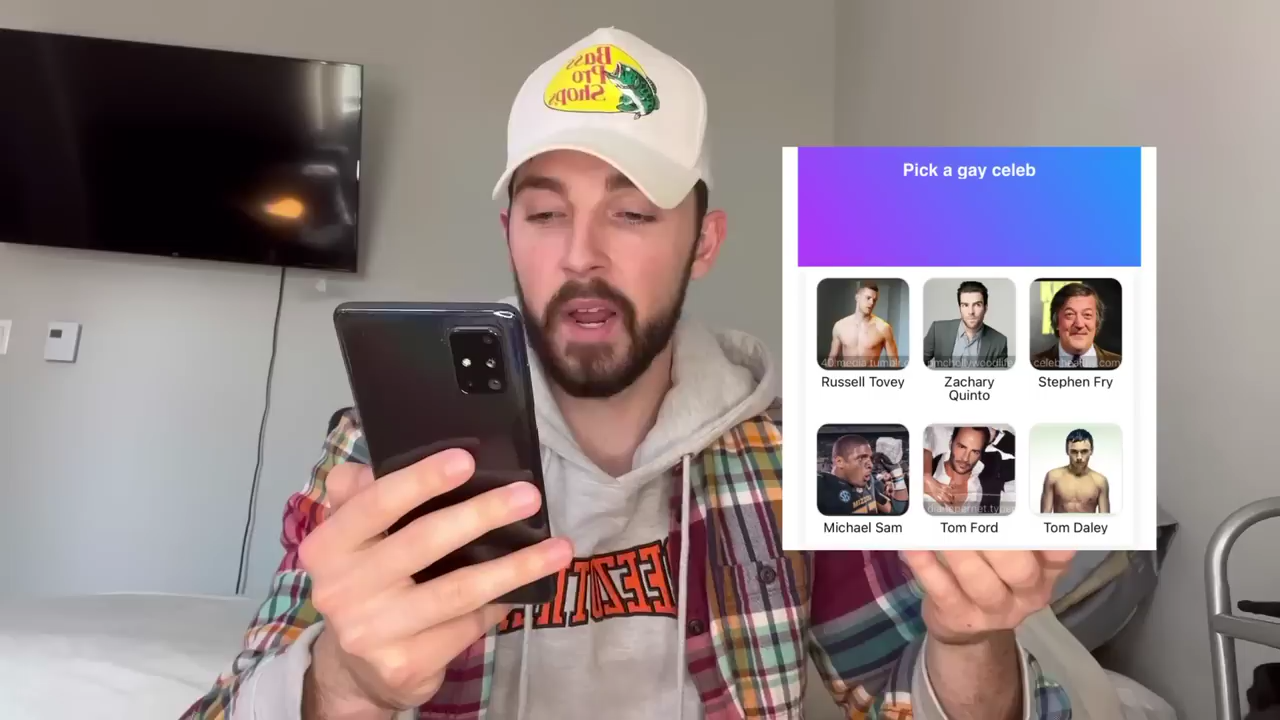 Bass
Pro
Shops
Pick a gay celeb
Russell Tovey
Zachary
Quinto
Stephen Fry
Michael Sam
Tom Ford
Tom Daley